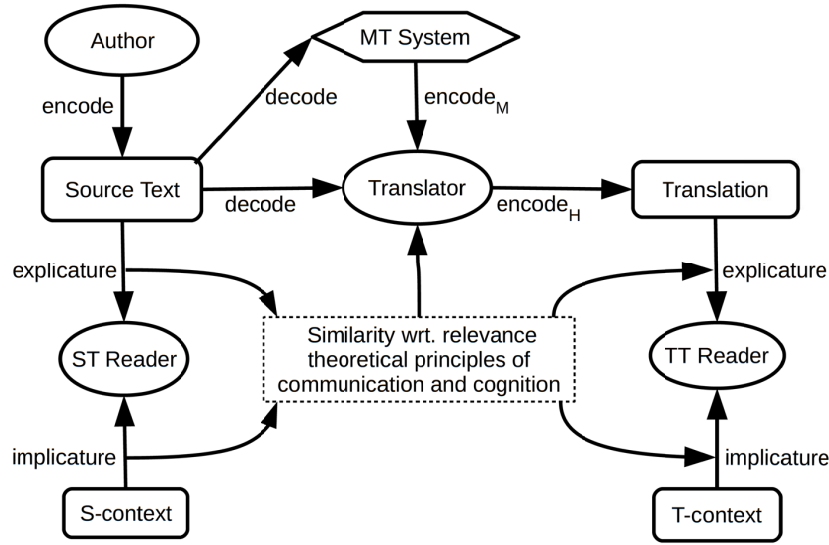 Author
MT System
encode
decode
encodeM
Source Text
decode
Translator
encodeH
Translation
explicature
explicature
ST Reader
Similarity wrt. relevance
theoretical principles of
communication and cognition
TT Reader
implicature
implicature
S-context
T-context